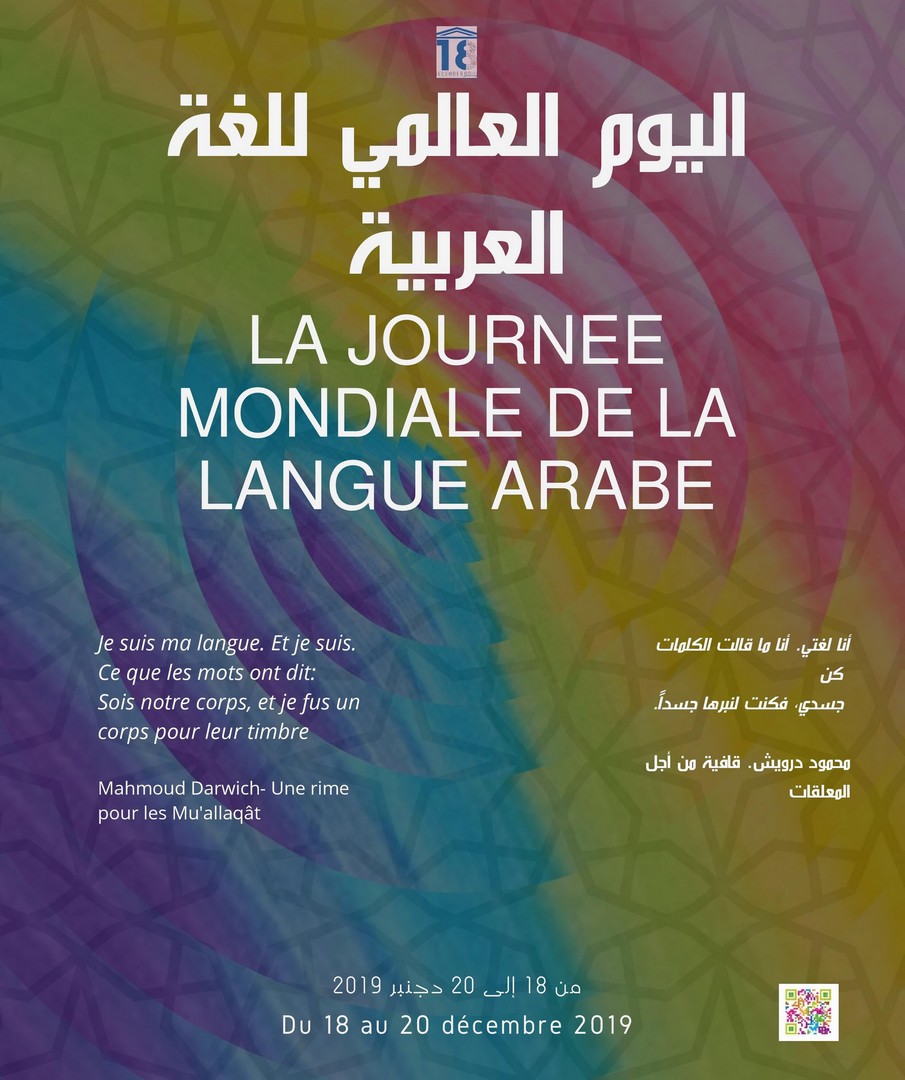 18
اليوم العالمي للغة
العربية
LA JOURNEE
MONDIALE DE LA
LANGUE ARABE
Je suis ma langue. Et je suis.
Ce que les mots ont dit:
Sois notre corps, et je fus un
corps pour leur timbre
Mahmoud Darwich- Une rime
pour les Mu'allaqât
أنا لغتي. أنا ما قالت الكلمات
كن
جسدي، فكنت لنبرها جسداً.
محمود درويش. قافية من أجل
المعلقات
من 18 إلى 20 دجنبر 2019
Du 18 au 20 décembre 2019